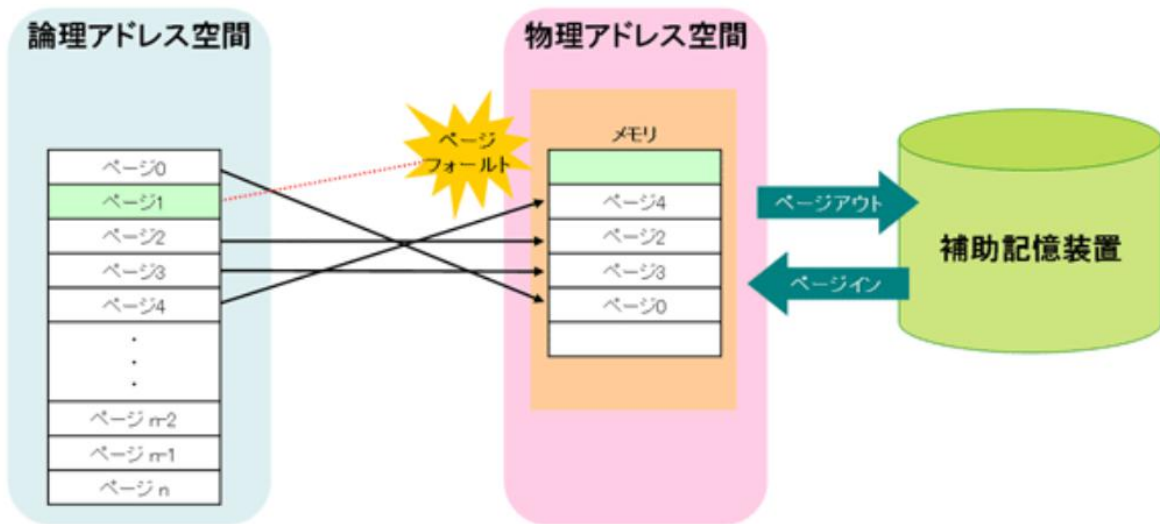 論理アドレス空間
ページ0
ページ1
ページ2
ページ3
ページ4
・
・
・
ページ n-2
ページ n-1
ページ n
ページ
フォールト
物理アドレス空間
メモリ
ページ4
ページ2
ページ3
ページ0
ページアウト
ページイン
補助記憶装置